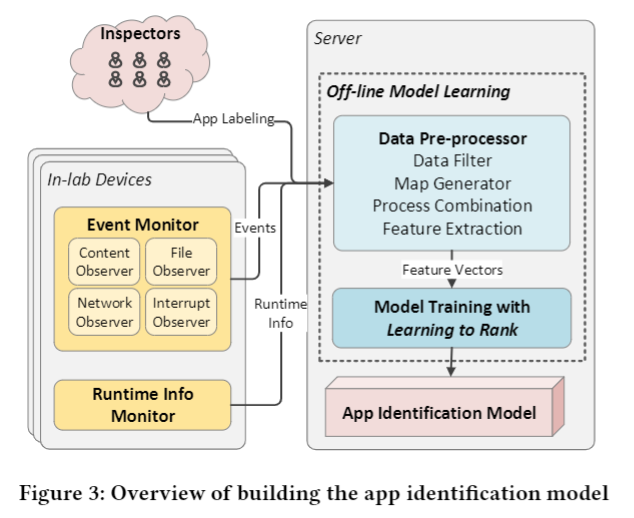 Inspectors
App Labeling
In-lab Devices
Event Monitor
Content
Observer
File
Observer
Network
Observer
Interrupt
Observer
Runtime Info
Monitor
Events
Runtime
Info
Server
Off-line Model Learning
Data Pre-processor
Data Filter
Map Generator
Process Combination
Feature Extraction
Feature Vectors
Model Training with
Learning to Rank
App Identification Model
Figure 3: Overview of building the app identification model